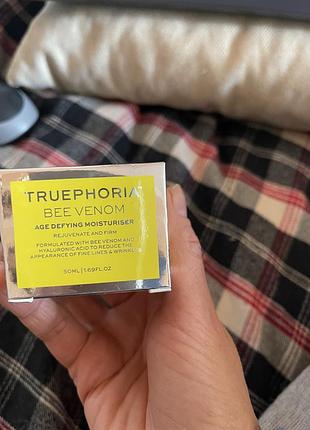 TRUEPHORIA
BEE VENOM
AGE DEFYING MOISTURISER
REJUVENATE AND FIRM
FORMULATED WITH BEE VENOM AND
HYALURONIC ACID TO REDUCE THE
APPEARANCE OF FINE LINES & WRINKLES
50ML | 1.69FL.OZ